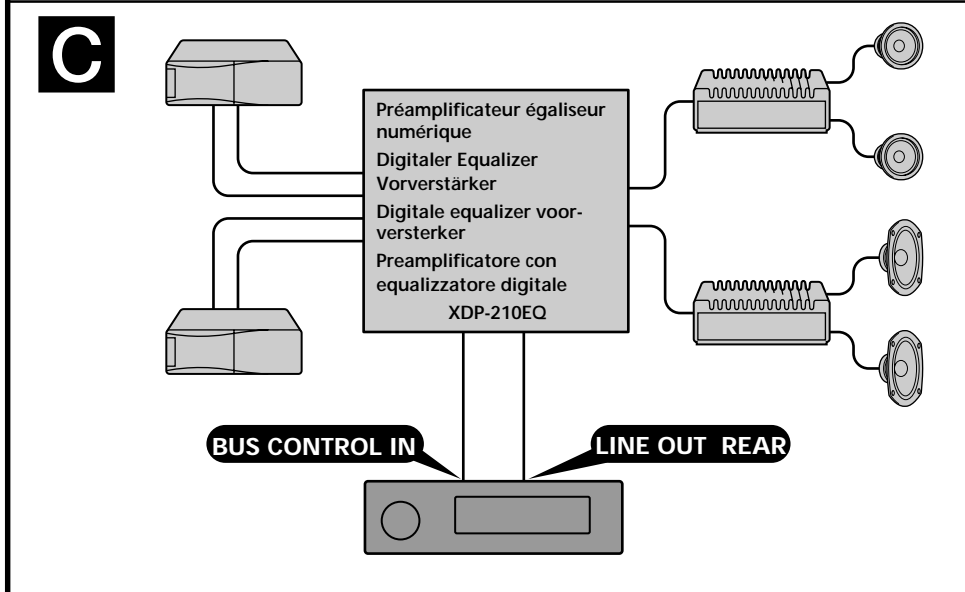 C
Préamplificateur égaliseur
numérique
Digitaler Equalizer
Vorverstärker
Digitale equalizer voor-
versterker
Preamplificatore con
equalizzatore digitale
XDP-210EQ
BUS CONTROL IN
LINE OUT REAR